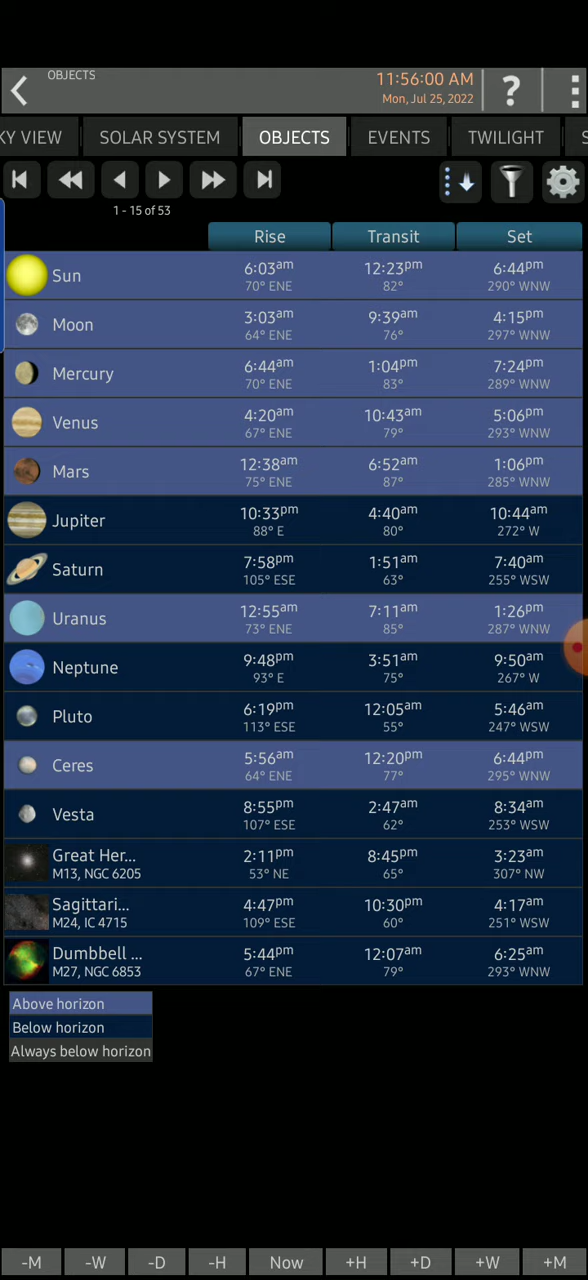 OBJECTS
11:56:00 AM
Mon, Jul 25, 2022
?
KY VIEW SOLAR SYSTEM OBJECTS EVENTS TWILIGHT S
1 - 15 of 53
Rise Transit Set
Sun 6:03am 12:23pm 6:44pm
70° ENE 82° 290° WNW
Moon 3:03am 9:39am 4:15pm
64° ENE 76° 297° WNW
Mercury 6:44am 1:04pm 7:24pm
70° ENE 83° 289° WNW
Venus 4:20am 10:43am 5:06pm
67° ENE 79° 293° WNW
Mars 12:38am 6:52am 1:06pm
75° ENE 87° 285° WNW
Jupiter 10:33pm 4:40am 10:44am
88° E 80° 272° W
Saturn 7:58pm 1:51am 7:40am
105° ESE 63° 255° WSW
Uranus 12:55am 7:11am 1:26pm
73° ENE 85° 287° WNW
Neptune 9:48pm 3:51am 9:50am
93° E 75° 267° W
Pluto 6:19pm 12:05am 5:46am
113° ESE 55° 247° WSW
Ceres 5:56am 12:20pm 6:44pm
64° ENE 77° 295° WNW
Vesta 8:55pm 2:47am 8:34am
107° ESE 62° 253° WSW
Great Her... 2:11pm 8:45pm 3:23am
M13, NGC 6205 53° NE 65° 307° NW
Sagittari... 4:47pm 10:30pm 4:17am
M24, IC 4715 109° ESE 60° 251° WSW
Dumbbell ... 5:44pm 12:07am 6:25am
M27, NGC 6853 67° ENE 79° 293° WNW
Above horizon
Below horizon
Always below horizon
-M -W -D -H Now +H +D +W +M